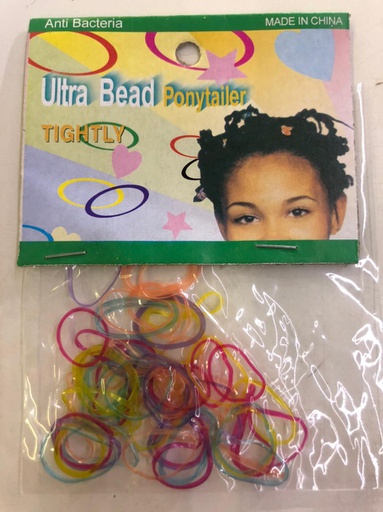 Anti Bacteria MADE IN CHINA
Ultra Bead Ponytailer
TIGHTLY